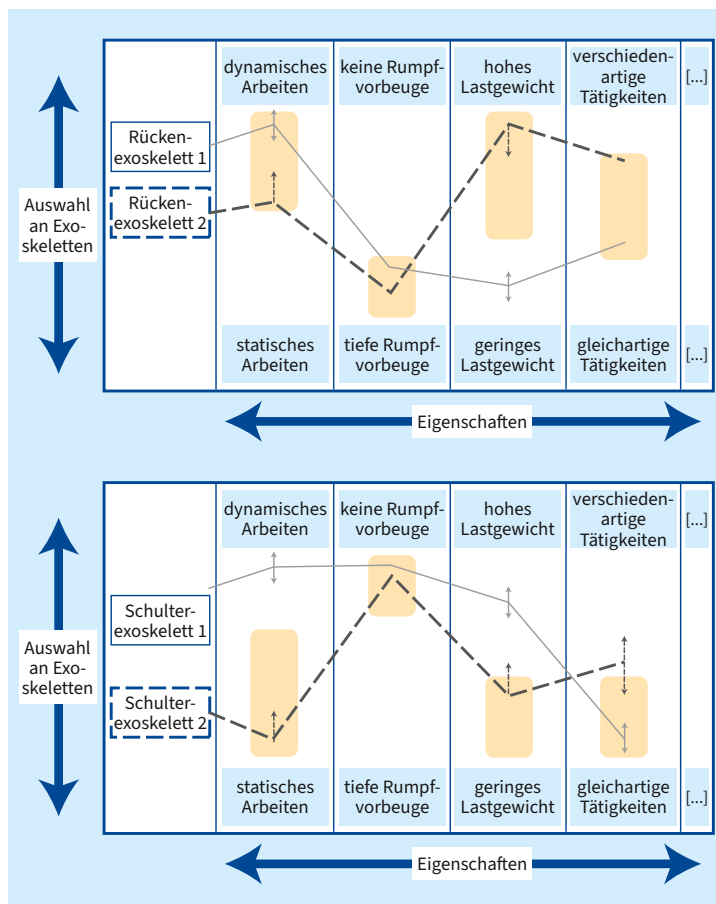 dynamisches
Arbeiten
keine Rumpf-
vorbeuge
hohes
Lastgewicht
verschieden-
artige
Tätigkeiten
[...]
Rücken-
exoskelett 1
Auswahl
an Exo-
skeletten
Rücken-
exoskelett 2
statisches
Arbeiten
tiefe Rumpf-
vorbeuge
geringes
Lastgewicht
gleichartige
Tätigkeiten
[...]
Eigenschaften
dynamisches
Arbeiten
keine Rumpf-
vorbeuge
hohes
Lastgewicht
verschieden-
artige
Tätigkeiten
[...]
Schulter-
exoskelett 1
Auswahl
an Exo-
skeletten
Schulter-
exoskelett 2
statisches
Arbeiten
tiefe Rumpf-
vorbeuge
geringes
Lastgewicht
gleichartige
Tätigkeiten
[...]
Eigenschaften